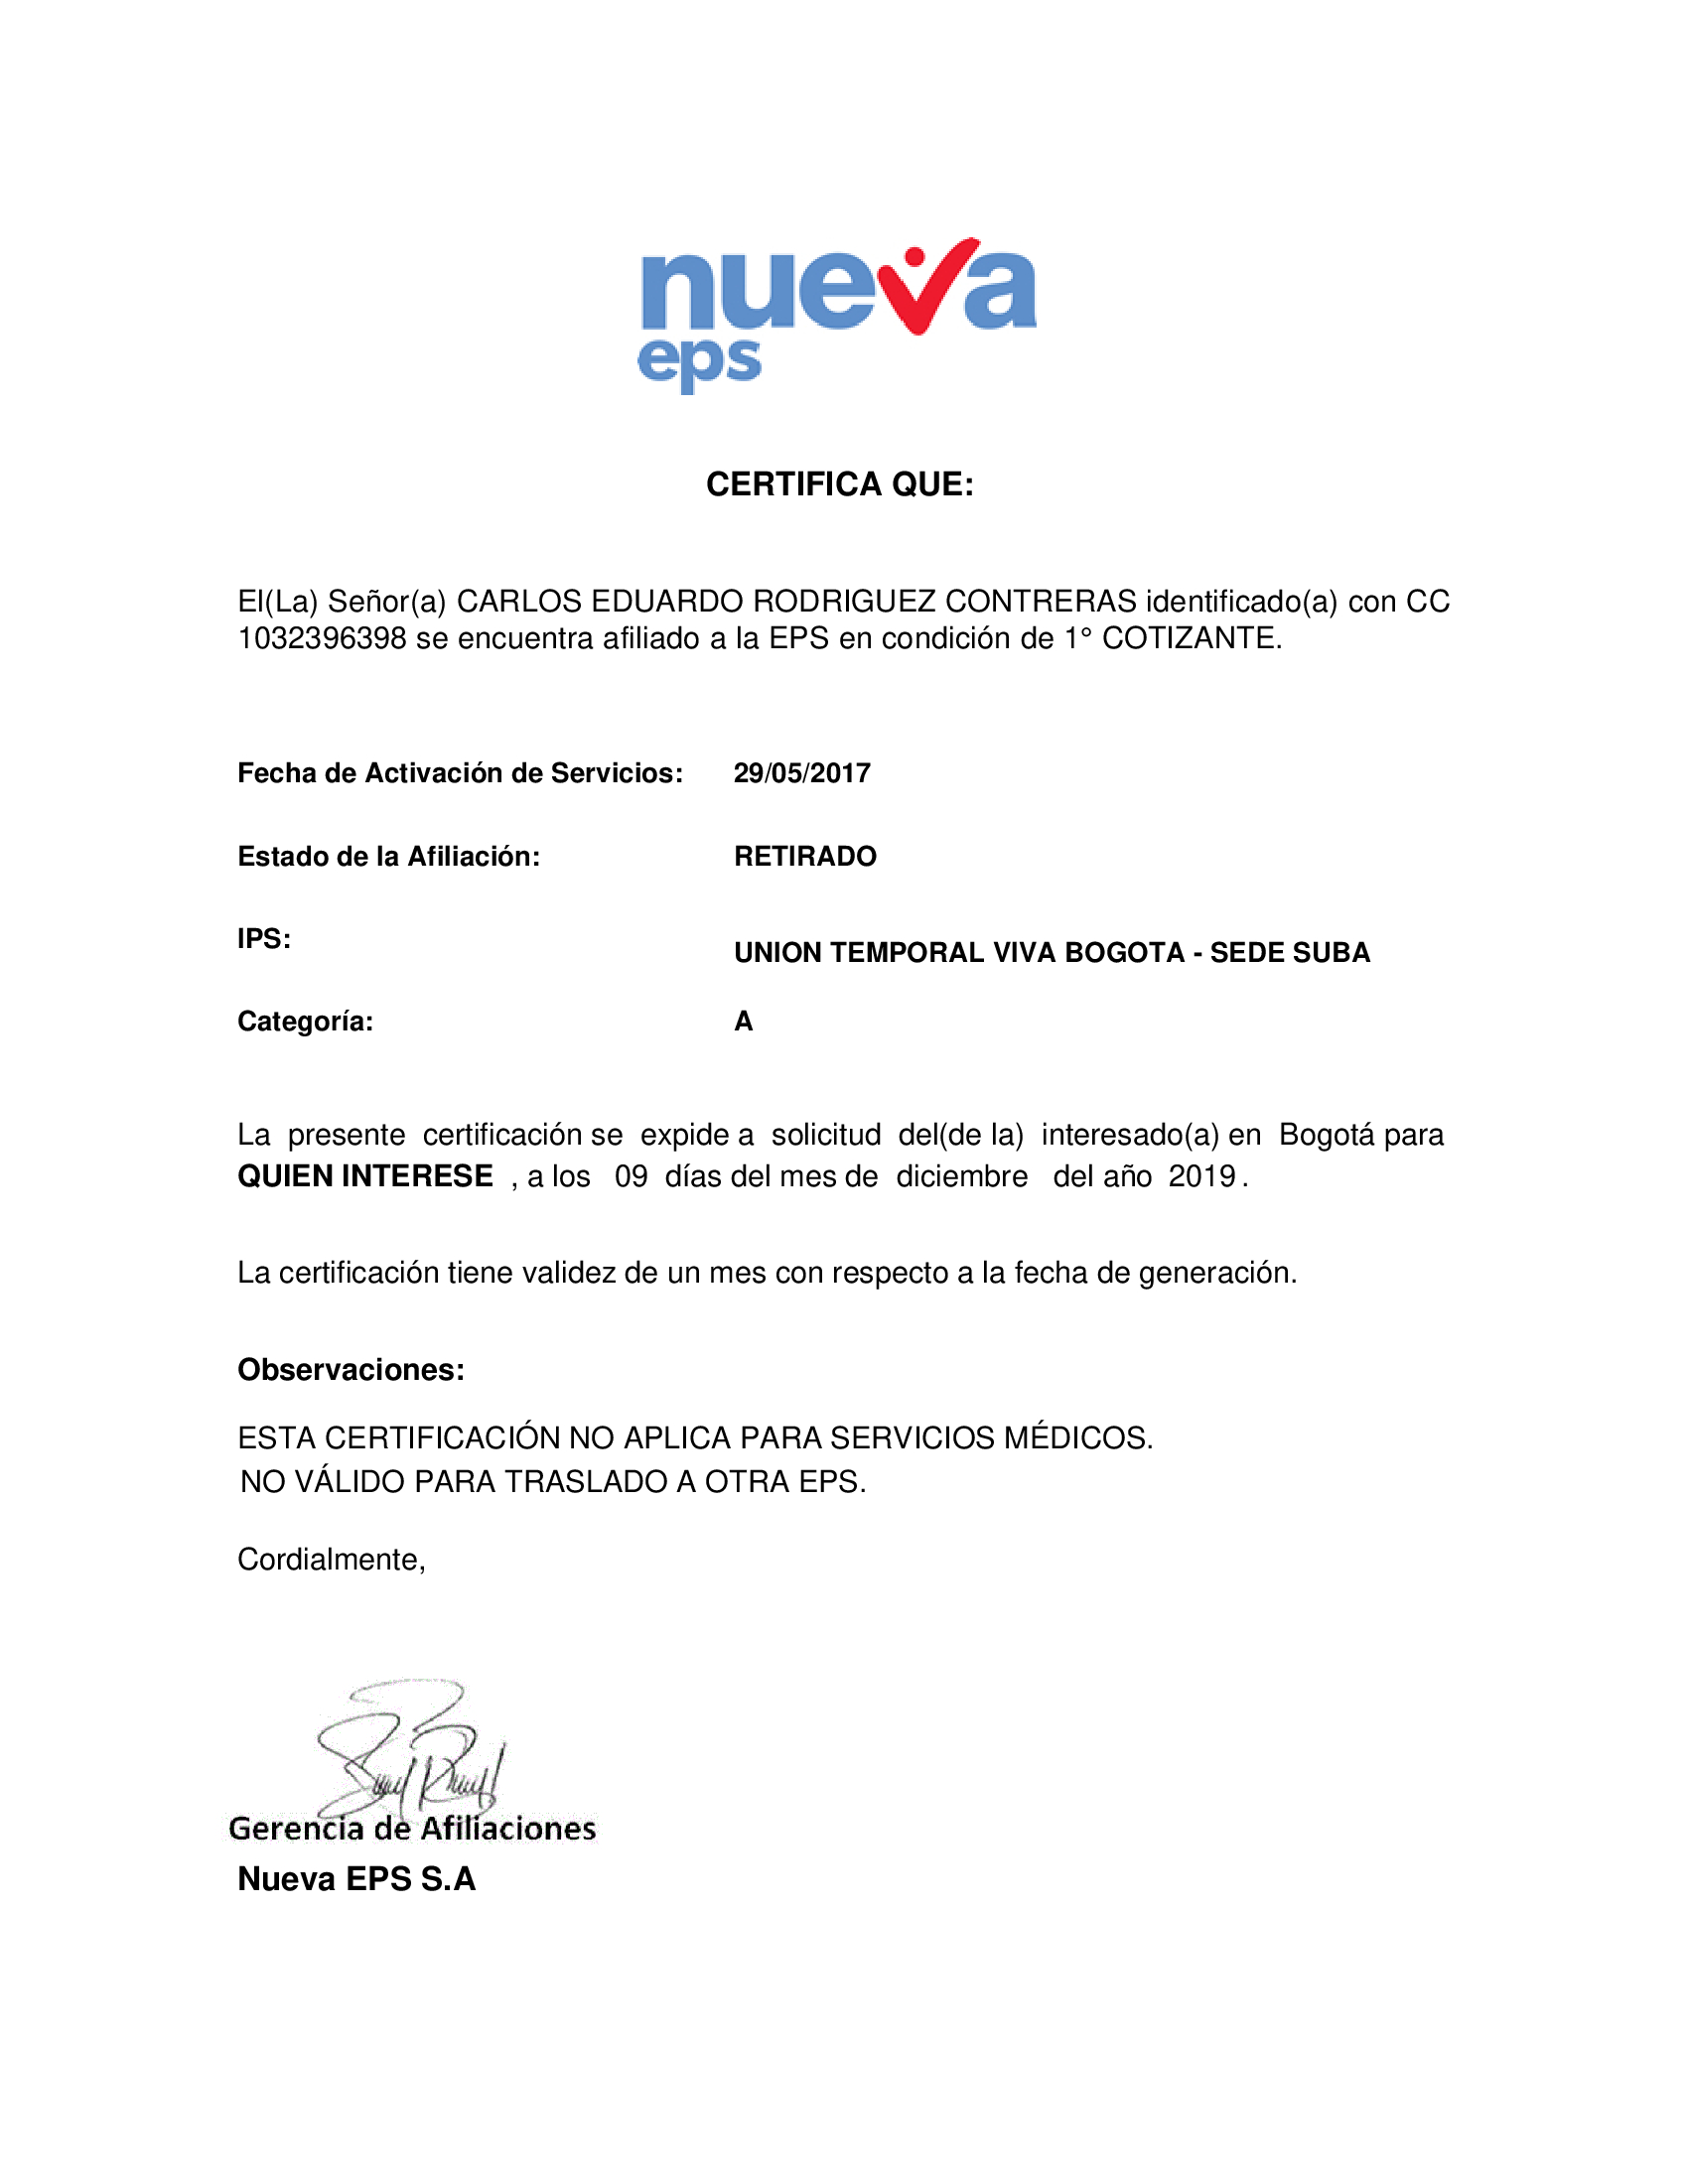 nueva
eps
CERTIFICA QUE:
El(La) Señor(a) CARLOS EDUARDO RODRIGUEZ CONTRERAS identificado(a) con CC
1032396398 se encuentra afiliado a la EPS en condición de 1° COTIZANTE.
Fecha de Activación de Servicios: 29/05/2017
Estado de la Afiliación: RETIRADO
IPS: UNION TEMPORAL VIVA BOGOTA - SEDE SUBA
Categoría: A
La presente certificación se expide a solicitud del(de la) interesado(a) en Bogotá para
QUIEN INTERESE , a los 09 días del mes de diciembre del año 2019.
La certificación tiene validez de un mes con respecto a la fecha de generación.
Observaciones:
ESTA CERTIFICACIÓN NO APLICA PARA SERVICIOS MÉDICOS.
NO VÁLIDO PARA TRASLADO A OTRA EPS.
Cordialmente,
Gerencia de Afiliaciones
Nueva EPS S.A